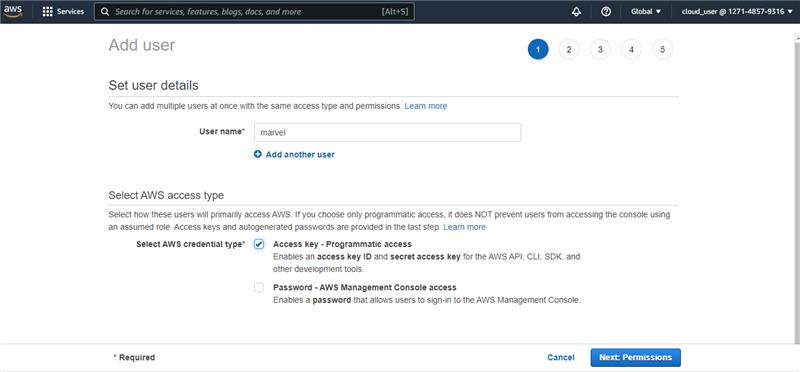 aws Services Search for services, features, blogs, docs, and more [Alt+S] Global cloud_user @ 1271-4857-9316
Add user
1 2 3 4 5
Set user details
You can add multiple users at once with the same access type and permissions. Learn more
User name* marvel
Add another user
Select AWS access type
Select how these users will primarily access AWS. If you choose only programmatic access, it does NOT prevent users from accessing the console using
an assumed role. Access keys and autogenerated passwords are provided in the last step. Learn more
Select AWS credential type* Access key - Programmatic access
Enables an access key ID and secret access key for the AWS API, CLI, SDK, and
other development tools.
Password - AWS Management Console access
Enables a password that allows users to sign-in to the AWS Management Console.
* Required Cancel Next: Permissions